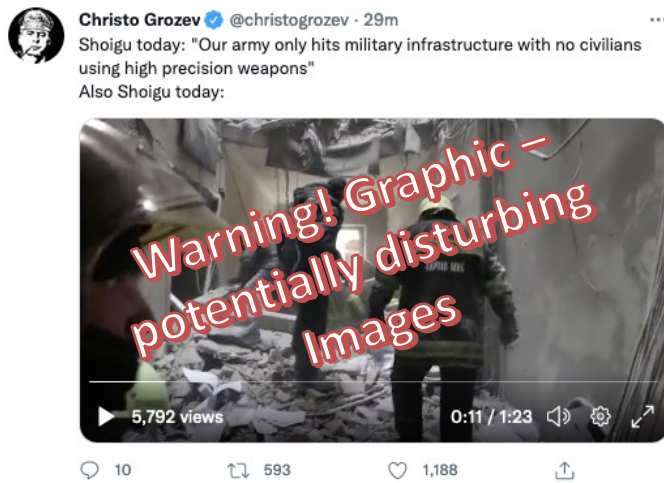 Christo Grozev @christogrozev · 29m
Shoigu today: "Our army only hits military infrastructure with no civilians
using high precision weapons"
Also Shoigu today:
Warning! Graphic –
potentially disturbing
Images
5,792 views
0:11 / 1:23
10 593 1,188